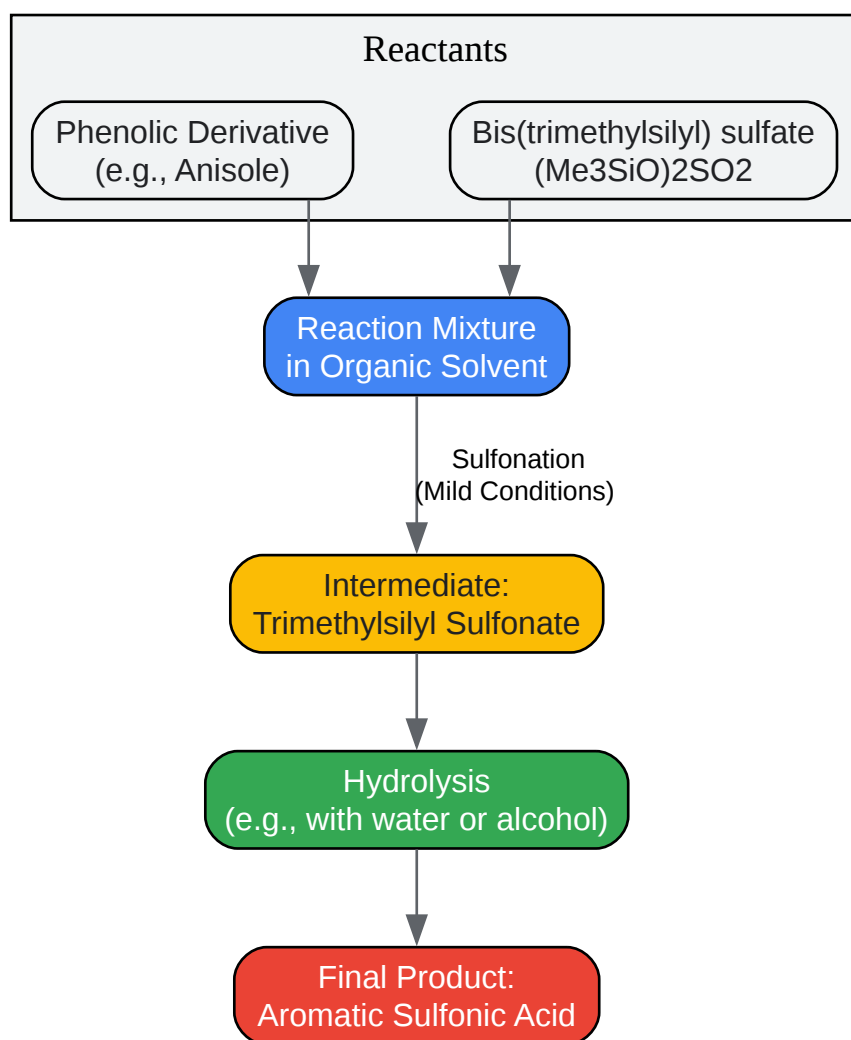 Reactants
Phenolic Derivative
(e.g., Anisole)
Bis(trimethylsilyl) sulfate
(Me3SiO)2SO2
Reaction Mixture
in Organic Solvent
Sulfonation
(Mild Conditions)
Intermediate:
Trimethylsilyl Sulfonate
Hydrolysis
(e.g., with water or alcohol)
Final Product:
Aromatic Sulfonic Acid